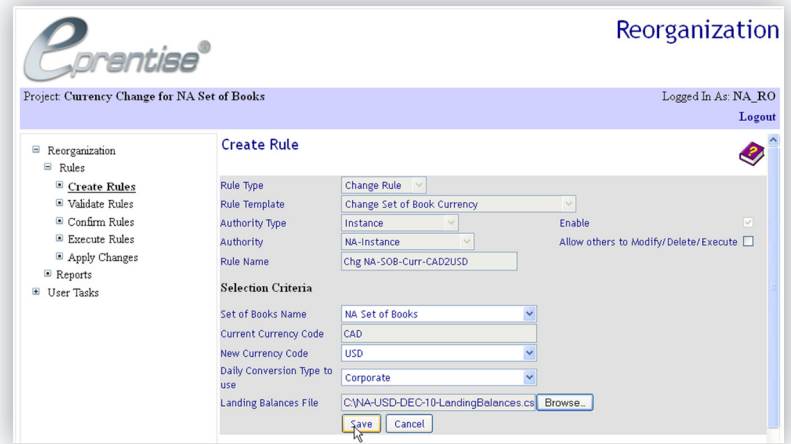 Reorganization
eprentise®
Project: Currency Change for NA Set of Books
Logged In As: NA_RO
Logout
Reorganization
Rules
Create Rules
Validate Rules
Confirm Rules
Execute Rules
Apply Changes
Reports
User Tasks
Create Rule
?
Rule Type Change Rule
Rule Template Change Set of Book Currency
Authority Type Instance Enable
Authority NA-Instance Allow others to Modify/Delete/Execute
Rule Name Chg NA-SOB-Curr-CAD2USD
Selection Criteria
Set of Books Name NA Set of Books
Current Currency Code CAD
New Currency Code USD
Daily Conversion Type to
use Corporate
Landing Balances File C:\NA-USD-DEC-10-LandingBalances.cs Browse...
Save Cancel